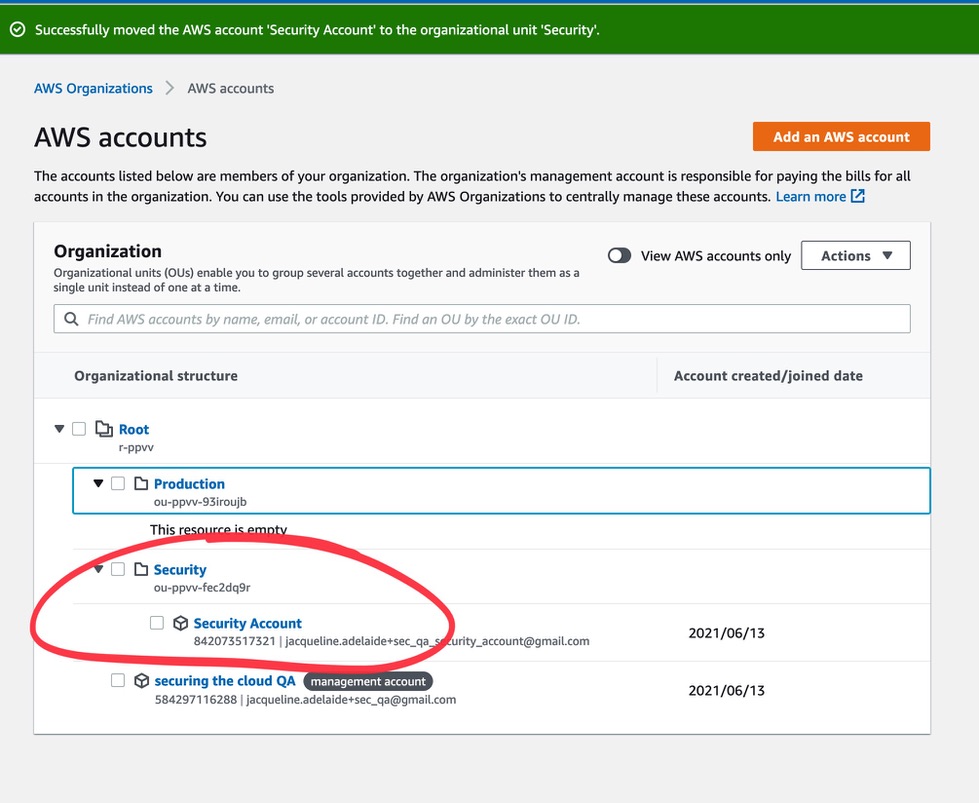 Successfully moved the AWS account 'Security Account' to the organizational unit 'Security'.
AWS Organizations > AWS accounts
AWS accounts
Add an AWS account
The accounts listed below are members of your organization. The organization's management account is responsible for paying the bills for all
accounts in the organization. You can use the tools provided by AWS Organizations to centrally manage these accounts. Learn more
Organization
View AWS accounts only
Actions
Organizational units (OUs) enable you to group several accounts together and administer them as a
single unit instead of one at a time.
Find AWS accounts by name, email, or account ID. Find an OU by the exact OU ID.
Organizational structure
Account created/joined date
Root
r-ppvv
Production
ou-ppvv-93iroujb
This resource is empty
Security
ou-ppvv-fec2dq9r
Security Account
842073517321 | jacqueline.adelaide+sec_qa_security_account@gmail.com
2021/06/13
securing the cloud QA management account
584297116288 | jacqueline.adelaide+sec_qa@gmail.com
2021/06/13